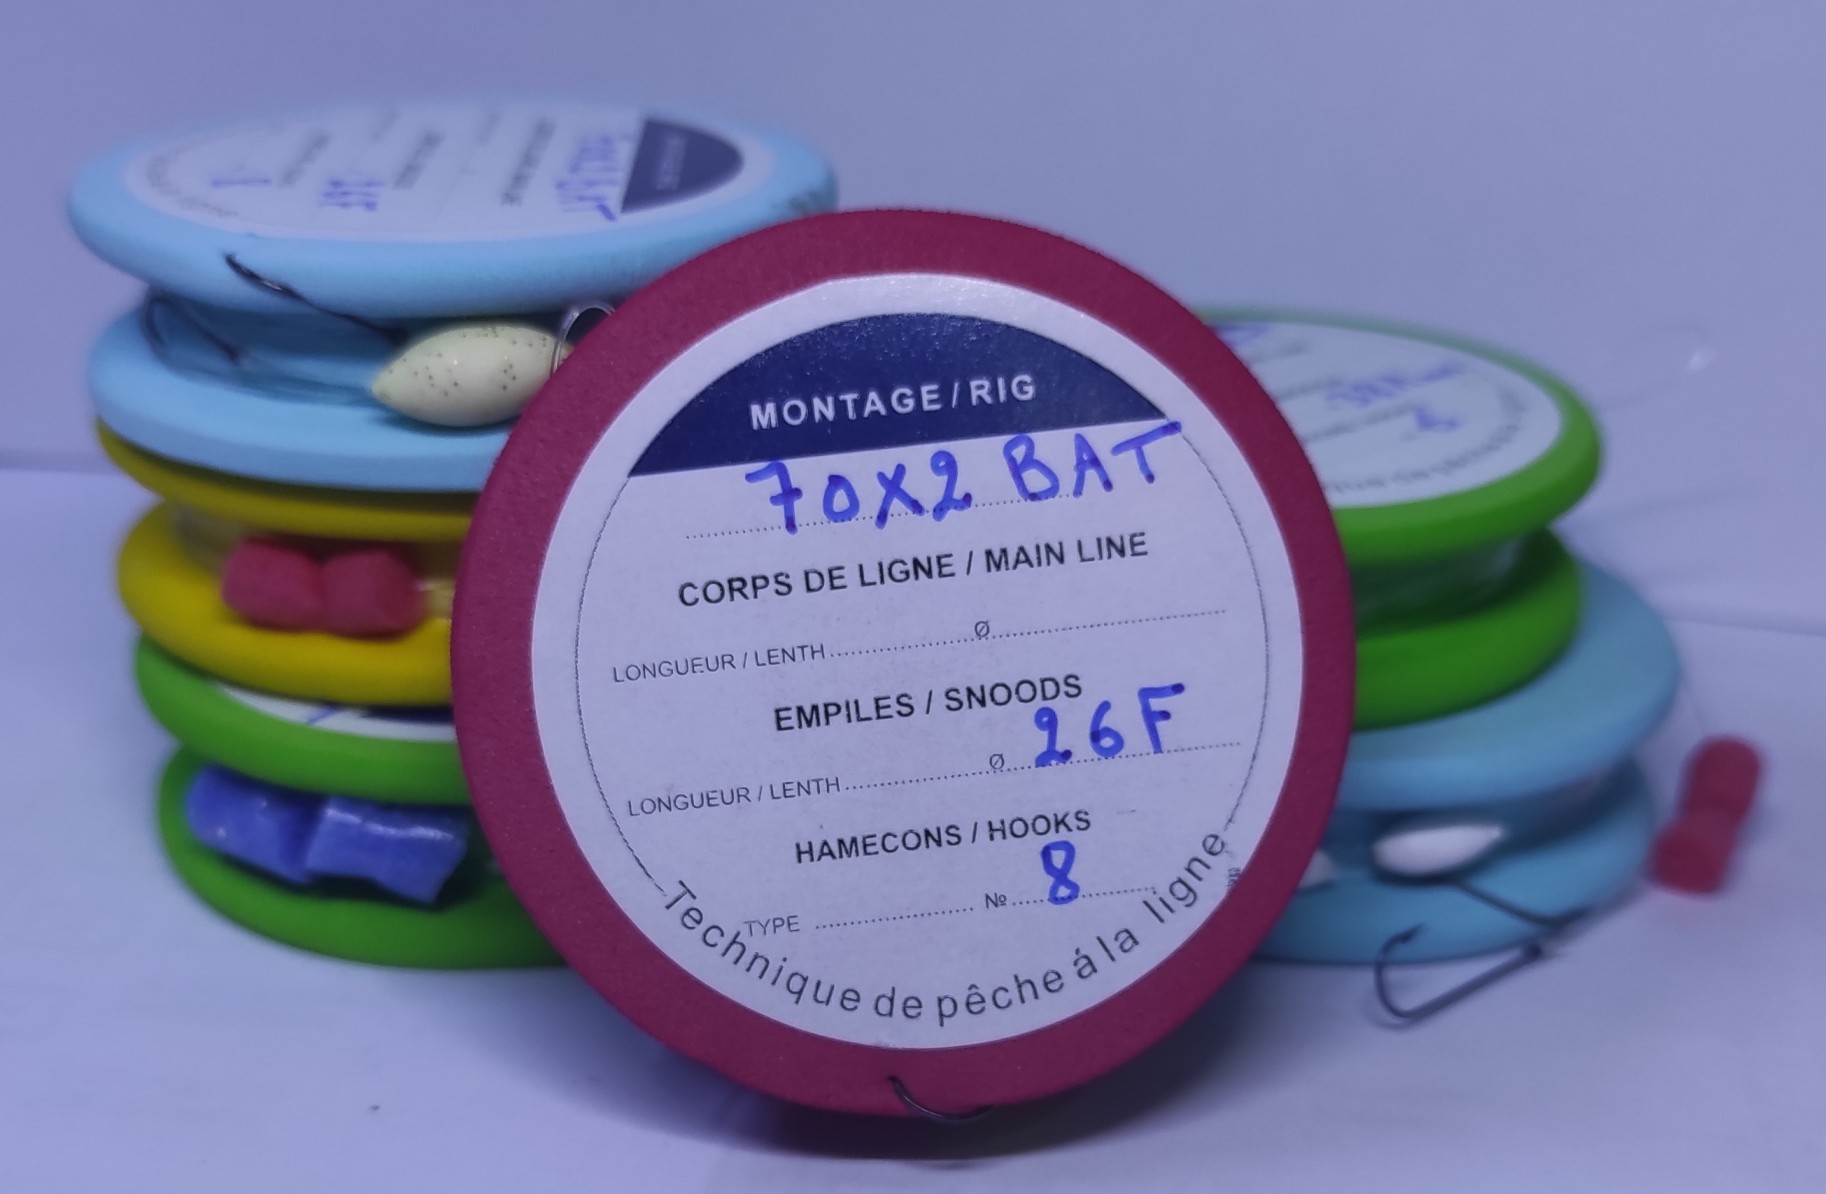 MONTAGE / RIG
70X2 BAT
CORPS DE LIGNE / MAIN LINE
LONGUEUR / LENTH Ø
EMPILES / SNOODS
LONGUEUR / LENTH Ø 26F
HAMECONS / HOOKS
TYPE № 8
Technique de pêche á la ligne